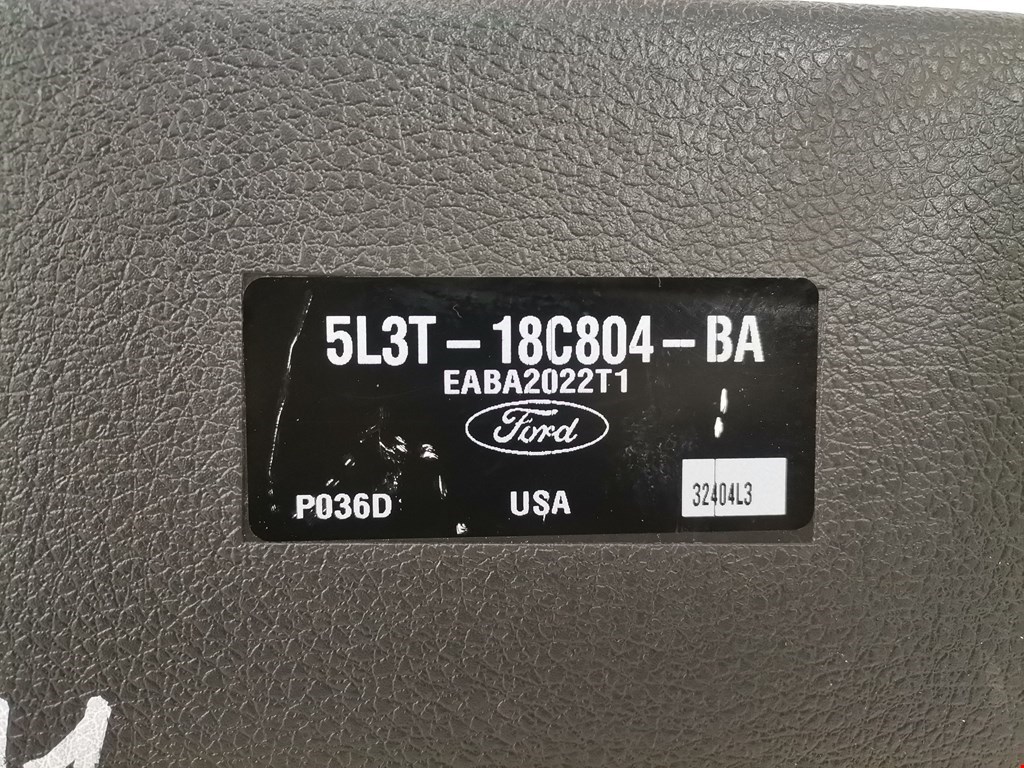 5L3T - 18C804 - BA
EABA2022T1
Ford
P036D USA 32404L3